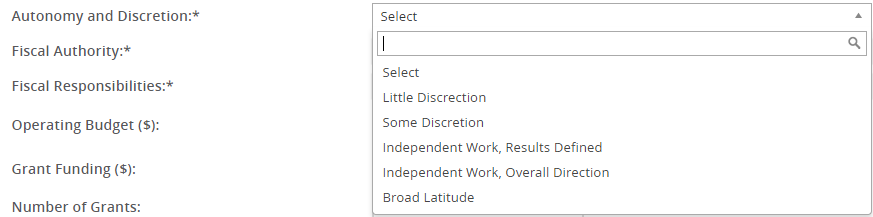 Autonomy and Discretion:*
Select
Fiscal Authority:*
Fiscal Responsibilities:*
Select
Little Discrection
Operating Budget ($):
Some Discretion
Independent Work, Results Defined
Grant Funding ($):
Independent Work, Overall Direction
Broad Latitude
Number of Grants: